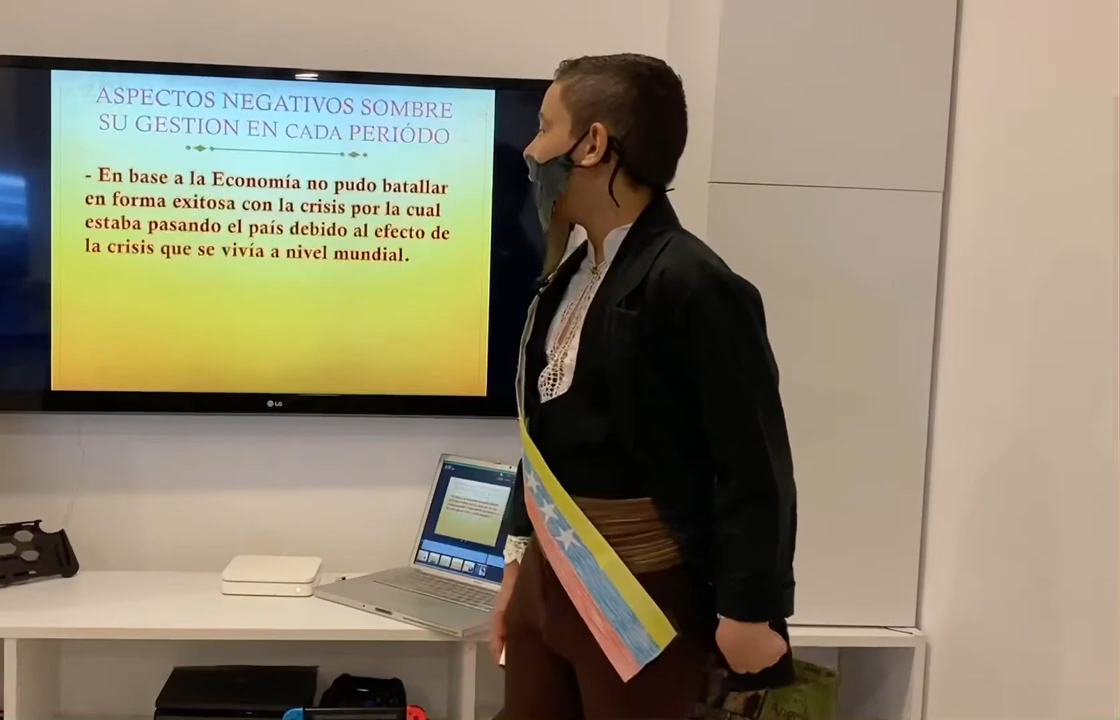 ASPECTOS NEGATIVOS SOMBRE
SU GESTION EN CADA PERIÓDO
- En base a la Economía no pudo batallar
en forma exitosa con la crisis por la cual
estaba pasando el país debido al efecto de
la crisis que se vivía a nivel mundial.
LG